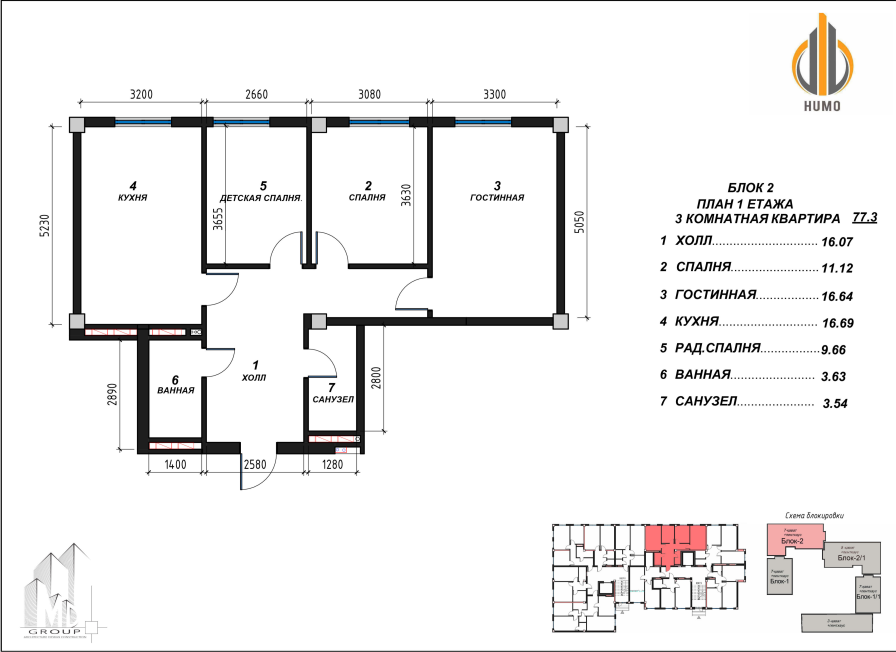 HUMO
3200
2660
3080
3300
5230
3655
3630
5050
4
КУХНЯ
5
ДЕТСКАЯ СПАЛНЯ.
2
СПАЛНЯ
3
ГОСТИННАЯ
БЛОК 2
ПЛАН 1 ЕТАЖА
3 КОМНАТНАЯ КВАРТИРА 77.3
1 ХОЛЛ........................... 16.07
2 СПАЛНЯ..................... 11.12
3 ГОСТИННАЯ............... 16.64
4 КУХНЯ........................ 16.69
5 РАД.СПАЛНЯ.............. 9.66
6 ВАННАЯ..................... 3.63
7 САНУЗЕЛ................... 3.54
2890
6
ВАННАЯ
1
ХОЛЛ
7
САНУЗЕЛ
2800
1400
2580
1280
Схема блокировки
Блок-2
Блок-2/1
Блок-1
Блок-1/1
M
GROUP